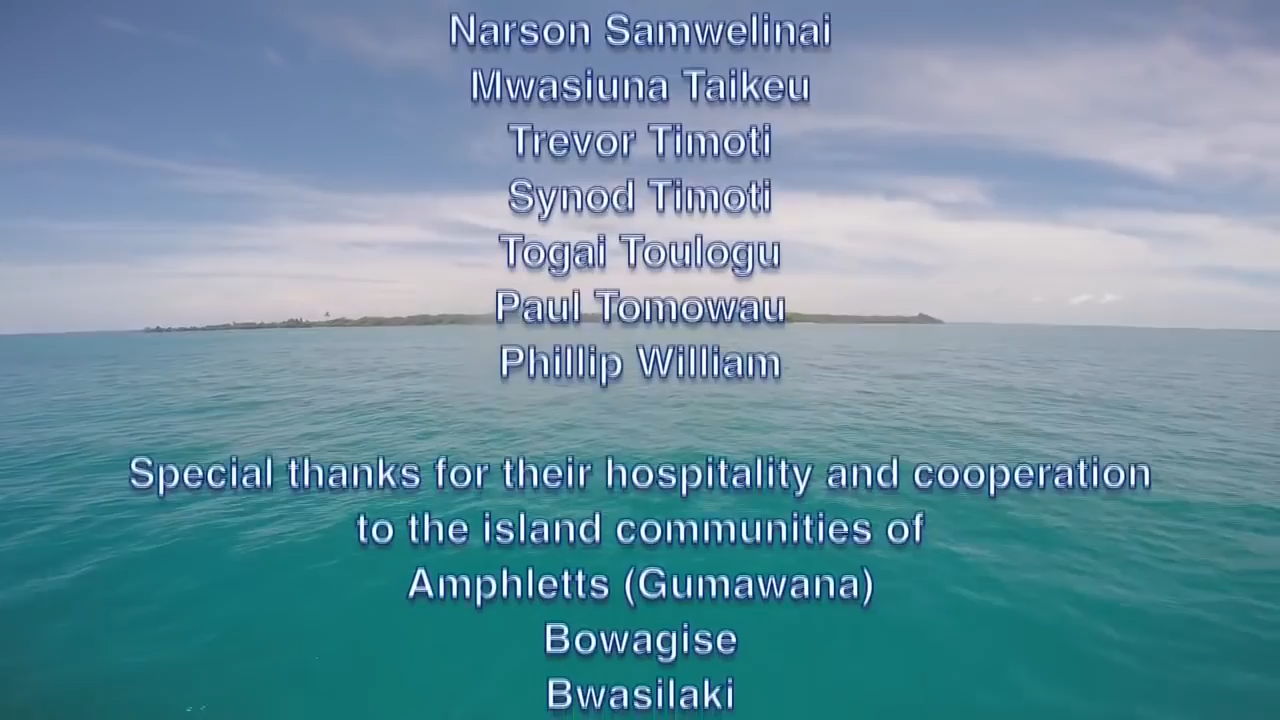 Narson Samwelinai
Mwasiuna Taikeu
Trevor Timoti
Synod Timoti
Togai Toulogu
Paul Tomowau
Phillip William
Special thanks for their hospitality and cooperation
to the island communities of
Amphletts (Gumawana)
Bowagise
Bwasilaki